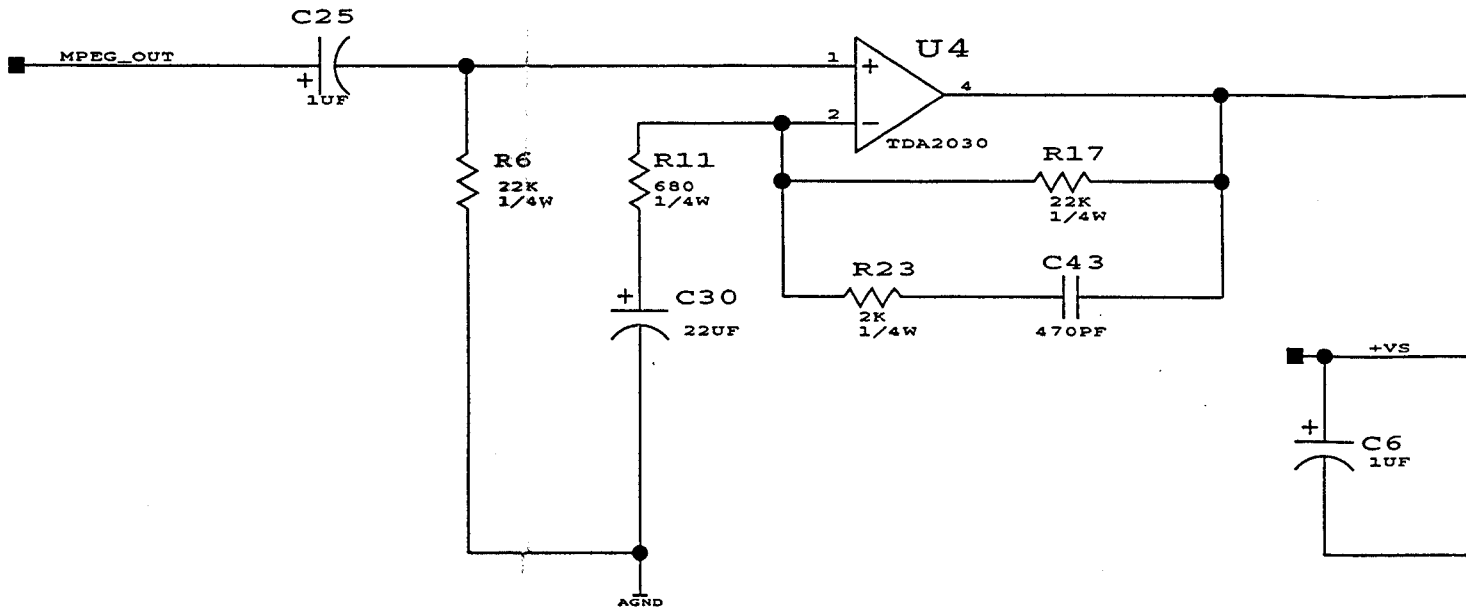 C25
MPEG_OUT
+
1UF
U4
1
+
4
2
−
TDA2030
R6
22K
1/4W
R11
680
1/4W
R17
22K
1/4W
R23
2K
1/4W
C43
470PF
+
C30
22UF
+VS
+
C6
1UF
AGND